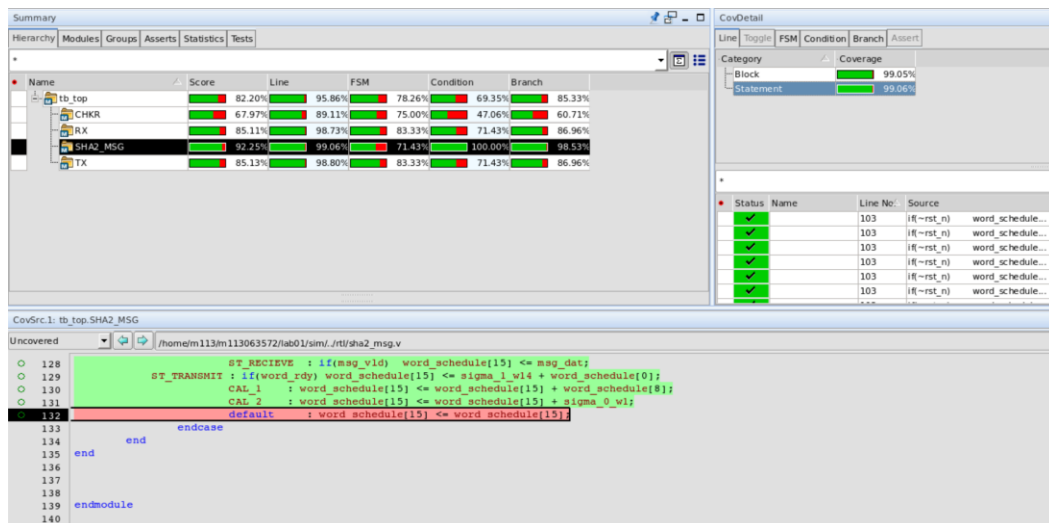 Summary
CovDetail
Hierarchy Modules Groups Asserts Statistics Tests
Line Toggle FSM Condition Branch Assert
*
Name Score Line FSM Condition Branch
tb_top 82.20% 95.86% 78.26% 69.35% 85.33%
CHKR 67.97% 89.11% 75.00% 47.06% 60.71%
RX 85.11% 98.73% 83.33% 71.43% 86.96%
SHA2_MSG 92.25% 99.06% 71.43% 100.00% 98.53%
TX 85.13% 98.80% 83.33% 71.43% 86.96%
Category Coverage
Block 99.05%
Statement 99.06%
*
Status Name Line No Source
103 if(~rst_n) word_schedule...
103 if(~rst_n) word_schedule...
103 if(~rst_n) word_schedule...
103 if(~rst_n) word_schedule...
103 if(~rst_n) word_schedule...
103 if(~rst_n) word_schedule...
CovSrc.1: tb_top.SHA2_MSG
Uncovered /home/m113/m113063572/lab01/sim/../rtl/sha2_msg.v
128 ST_RECIEVE : if(msg_vld) word_schedule[15] <= msg_dat;
129 ST_TRANSMIT : if(word_rdy) word_schedule[15] <= sigma_1_w14 + word_schedule[0];
130 CAL_1 : word_schedule[15] <= word_schedule[15] + word_schedule[8];
131 CAL_2 : word_schedule[15] <= word_schedule[15] + sigma_0_w1;
132 default : word_schedule[15] <= word_schedule[15];
133 endcase
134 end
135 end
136
137
138
139 endmodule
140